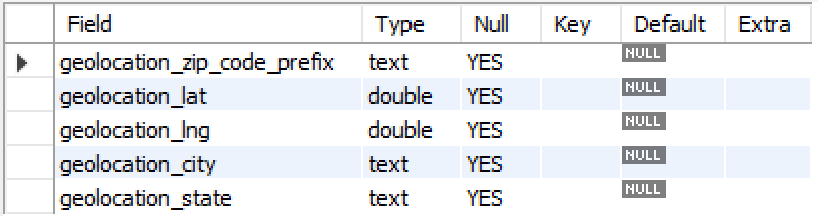 Field Type Null Key Default Extra
geolocation_zip_code_prefix text YES NULL
geolocation_lat double YES NULL
geolocation_lng double YES NULL
geolocation_city text YES NULL
geolocation_state text YES NULL